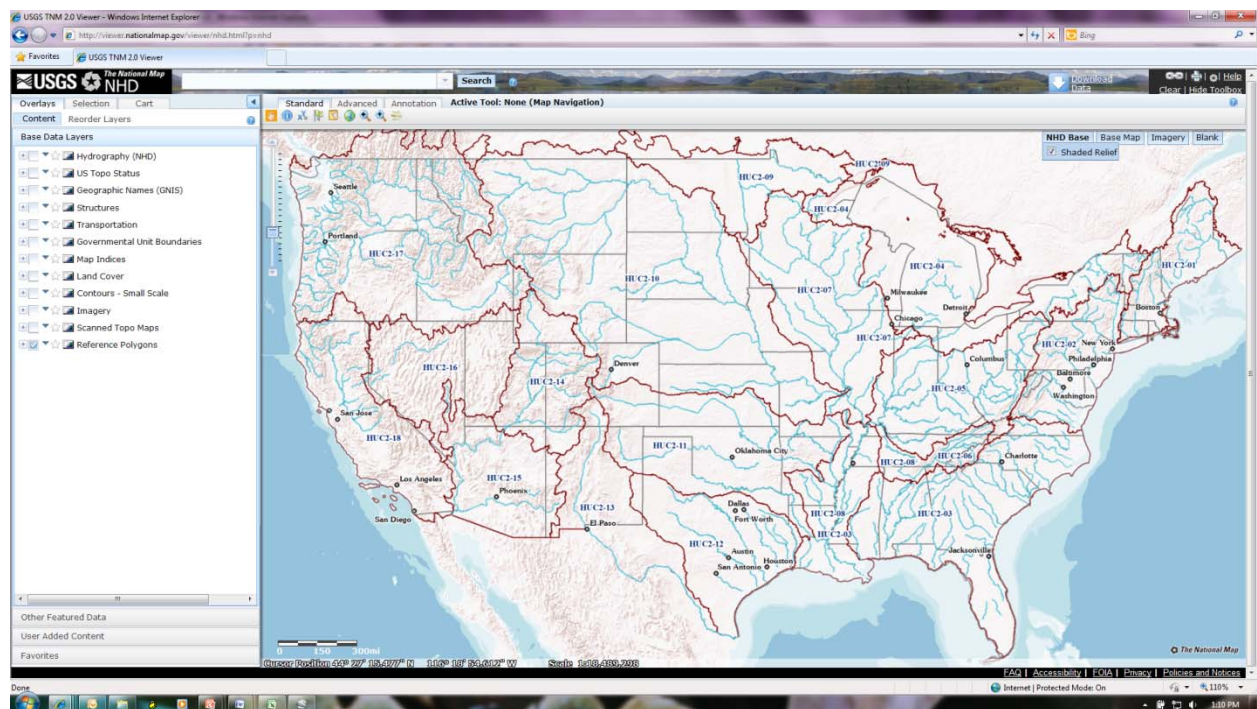 USGS TNM 2.0 Viewer - Windows Internet Explorer
http://viewer.nationalmap.gov/viewer/nhd.html?p=nhd
Bing
Favorites
USGS TNM 2.0 Viewer
USGS The National Map NHD
Search
Download Data
Help
Clear | Hide Toolbox
Overlays Selection Cart
Standard Advanced Annotation Active Tool: None (Map Navigation)
Content Reorder Layers
Base Data Layers
Hydrography (NHD)
US Topo Status
Geographic Names (GNIS)
Structures
Transportation
Governmental Unit Boundaries
Map Indices
Land Cover
Contours - Small Scale
Imagery
Scanned Topo Maps
Reference Polygons
Other Featured Data
User Added Content
Favorites
NHD Base Base Map Imagery Blank
Shaded Relief
HUC2-09
HUC2-09
Seattle
HUC2-04
Portland
HUC2-17
HUC2-04
HUC2-01
HUC2-10
HUC2-07
Milwaukee
Detroit
Boston
Chicago
HUC2-07
HUC2-02 New York
Columbus
Philadelphia
HUC2-16
Denver
Baltimore
HUC2-14
HUC2-05
Washington
San Jose
HUC2-18
HUC2-11
Oklahoma City
HUC2-08
HUC2-06
Charlotte
Los Angeles
HUC2-15
Phoenix
San Diego
HUC2-13
El Paso
Dallas
Fort Worth
HUC2-08
HUC2-03
HUC2-03
HUC2-12
Austin
Houston
San Antonio
Jacksonville
0 150 300mi
Cursor Position 44° 27' 15.477" N 116° 18' 54.612" W Scale 1:18,489,298
The National Map
FAQ | Accessibility | FOIA | Privacy | Policies and Notices
Done
Internet | Protected Mode: On
110%
1:10 PM